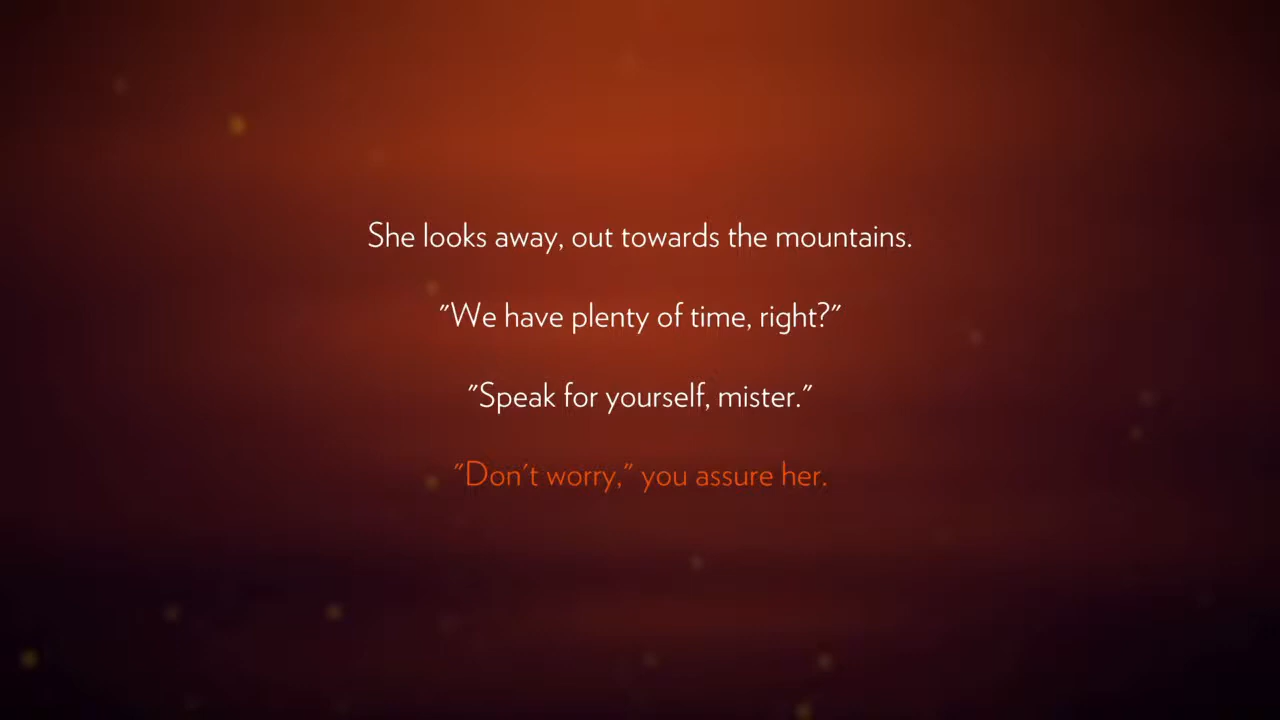 She looks away, out towards the mountains.
"We have plenty of time, right?"
"Speak for yourself, mister."
"Don't worry," you assure her.